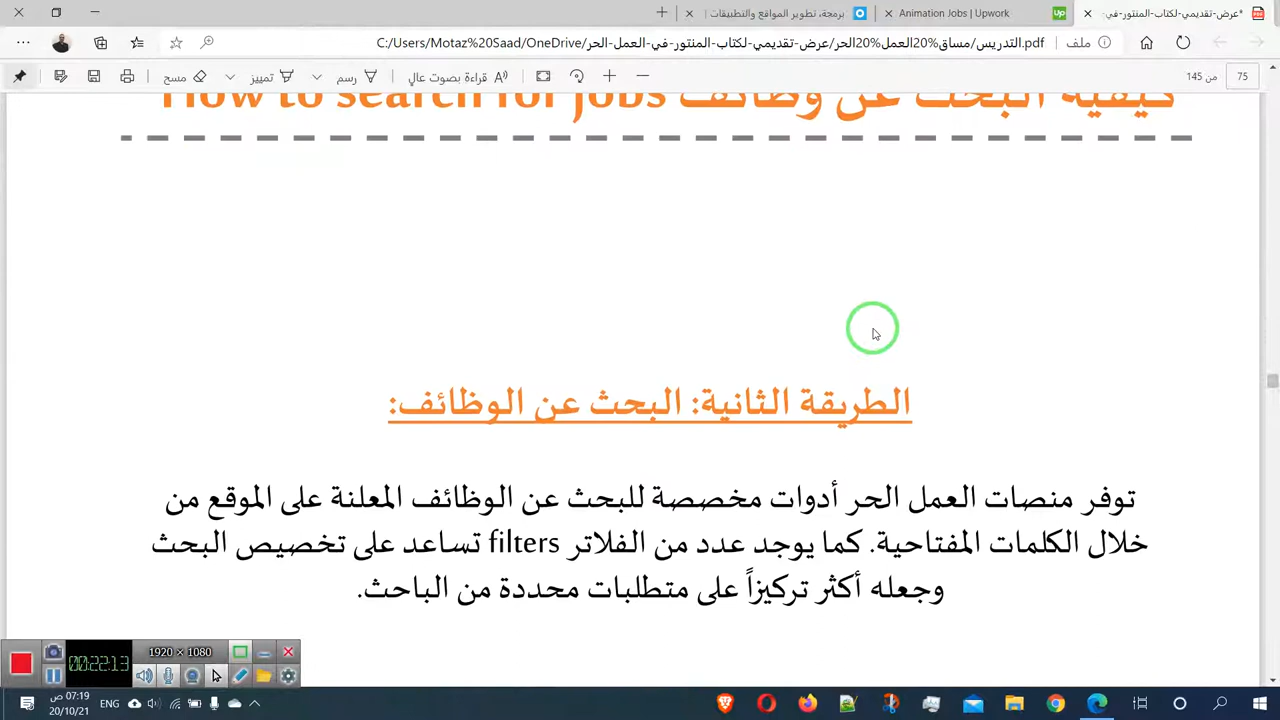 *عرض-تقديمي-لكتاب-المنثور-في-
Animation Jobs | Upwork
برمجة، تطوير المواقع والتطبيقات |
ملف
C:/Users/Motaz%20Saad/OneDrive/التدريس/مساق%20العمل%20الحر/عرض-تقديمي-لكتاب-المنثور-في-العمل-الحر.pdf
75 من 145
قراءة بصوت عالٍ
رسم
تمييز
مسح
كيفية البحث عن وظائف How to search for jobs
الطريقة الثانية: البحث عن الوظائف:
توفر منصات العمل الحر أدوات مخصصة للبحث عن الوظائف المعلنة على الموقع من
خلال الكلمات المفتاحية. كما يوجد عدد من الفلاتر filters تساعد على تخصيص البحث
وجعله أكثر تركيزاً على متطلبات محددة من الباحث.
00:22:13
1920 × 1080
ENG
07:19 ص
20/10/21